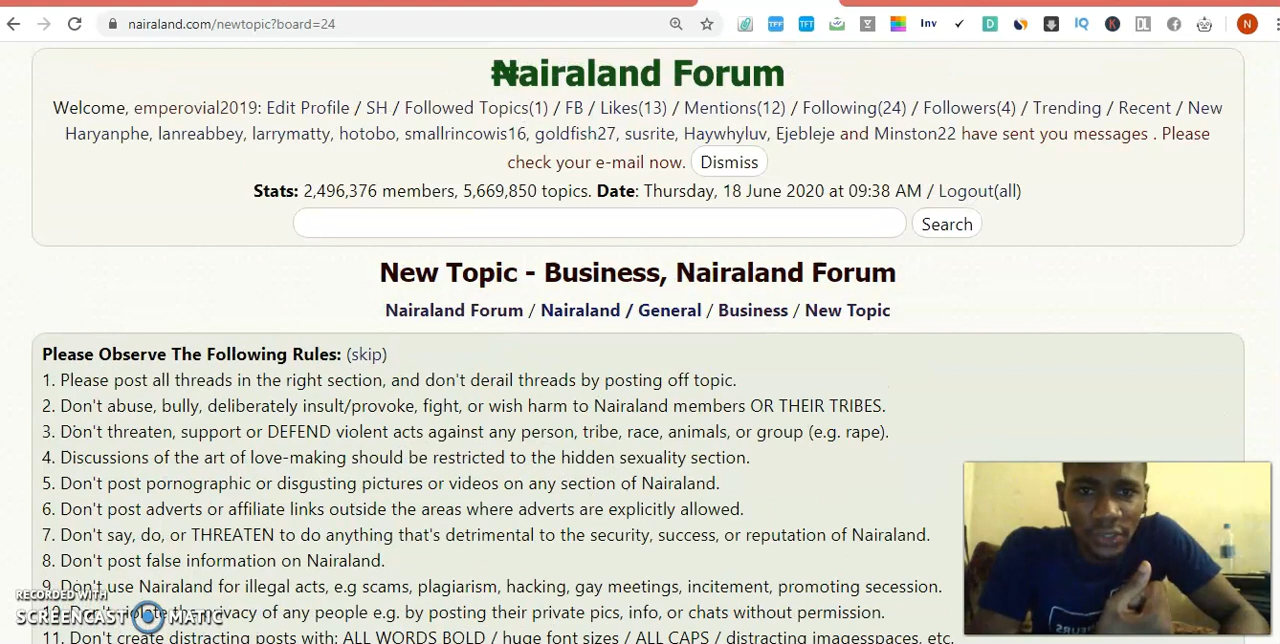 nairaland.com/newtopic?board=24
TFF
TFT
Inv
D
IQ
K
DL
N
₦airaland Forum
Welcome, emperovial2019: Edit Profile / SH / Followed Topics(1) / FB / Likes(13) / Mentions(12) / Following(24) / Followers(4) / Trending / Recent / New
Haryanphe, lanreabbey, larrymatty, hotobo, smallrincowis16, goldfish27, susrite, Haywhyluv, Ejebleje and Minston22 have sent you messages . Please
check your e-mail now. Dismiss
Stats: 2,496,376 members, 5,669,850 topics. Date: Thursday, 18 June 2020 at 09:38 AM / Logout(all)
Search
New Topic - Business, Nairaland Forum
Nairaland Forum / Nairaland / General / Business / New Topic
Please Observe The Following Rules: (skip)
1. Please post all threads in the right section, and don't derail threads by posting off topic.
2. Don't abuse, bully, deliberately insult/provoke, fight, or wish harm to Nairaland members OR THEIR TRIBES.
3. Don't threaten, support or DEFEND violent acts against any person, tribe, race, animals, or group (e.g. rape).
4. Discussions of the art of love-making should be restricted to the hidden sexuality section.
5. Don't post pornographic or disgusting pictures or videos on any section of Nairaland.
6. Don't post adverts or affiliate links outside the areas where adverts are explicitly allowed.
7. Don't say, do, or THREATEN to do anything that's detrimental to the security, success, or reputation of Nairaland.
8. Don't post false information on Nairaland.
9. Don't use Nairaland for illegal acts, e.g scams, plagiarism, hacking, gay meetings, incitement, promoting secession.
RECORDED WITH
SCREENCAST MATIC
privacy of any people e.g. by posting their private pics, info, or chats without permission.
11. Don't create distracting posts with: ALL WORDS BOLD / huge font sizes / ALL CAPS / distracting imagesspaces, etc.